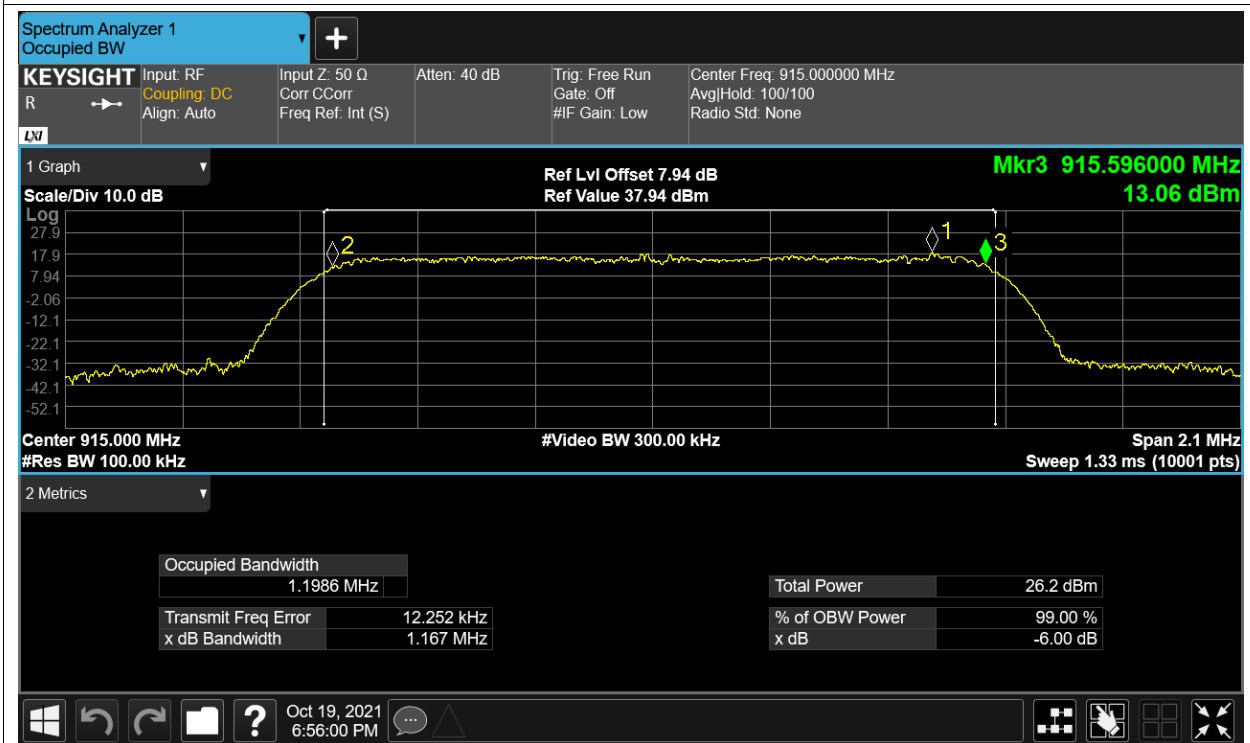 Spectrum Analyzer 1
Occupied BW
KEYSIGHT
R
LXI
Input: RF
Coupling: DC
Align: Auto
Input Z: 50 Ω
Corr CCorr
Freq Ref: Int (S)
Atten: 40 dB
Trig: Free Run
Gate: Off
#IF Gain: Low
Center Freq: 915.000000 MHz
Avg|Hold: 100/100
Radio Std: None
1 Graph
Scale/Div 10.0 dB
Ref Lvl Offset 7.94 dB
Ref Value 37.94 dBm
Mkr3 915.596000 MHz
13.06 dBm
Log
27.9
17.9
7.94
-2.06
-12.1
-22.1
-32.1
-42.1
-52.1
2
1
3
Center 915.000 MHz
#Video BW 300.00 kHz
Span 2.1 MHz
#Res BW 100.00 kHz
Sweep 1.33 ms (10001 pts)
2 Metrics
Occupied Bandwidth
1.1986 MHz
Total Power 26.2 dBm
Transmit Freq Error 12.252 kHz
% of OBW Power 99.00 %
x dB Bandwidth 1.167 MHz
x dB -6.00 dB
?
Oct 19, 2021
6:56:00 PM